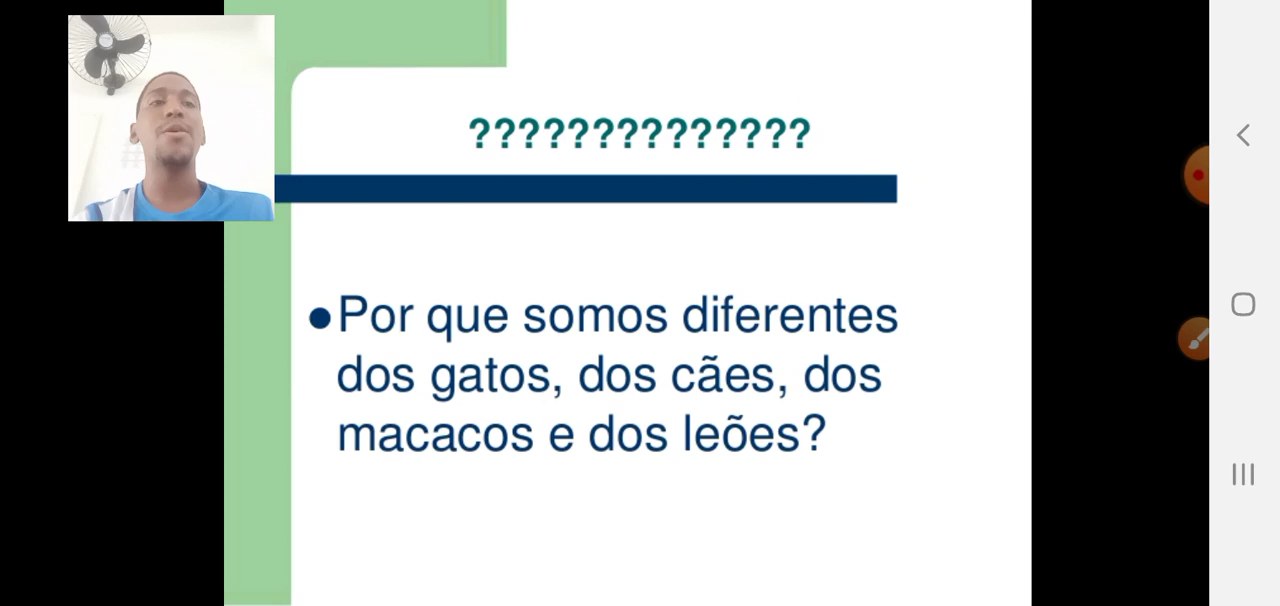 ??????????????
●Por que somos diferentes
dos gatos, dos cães, dos
macacos e dos leões?